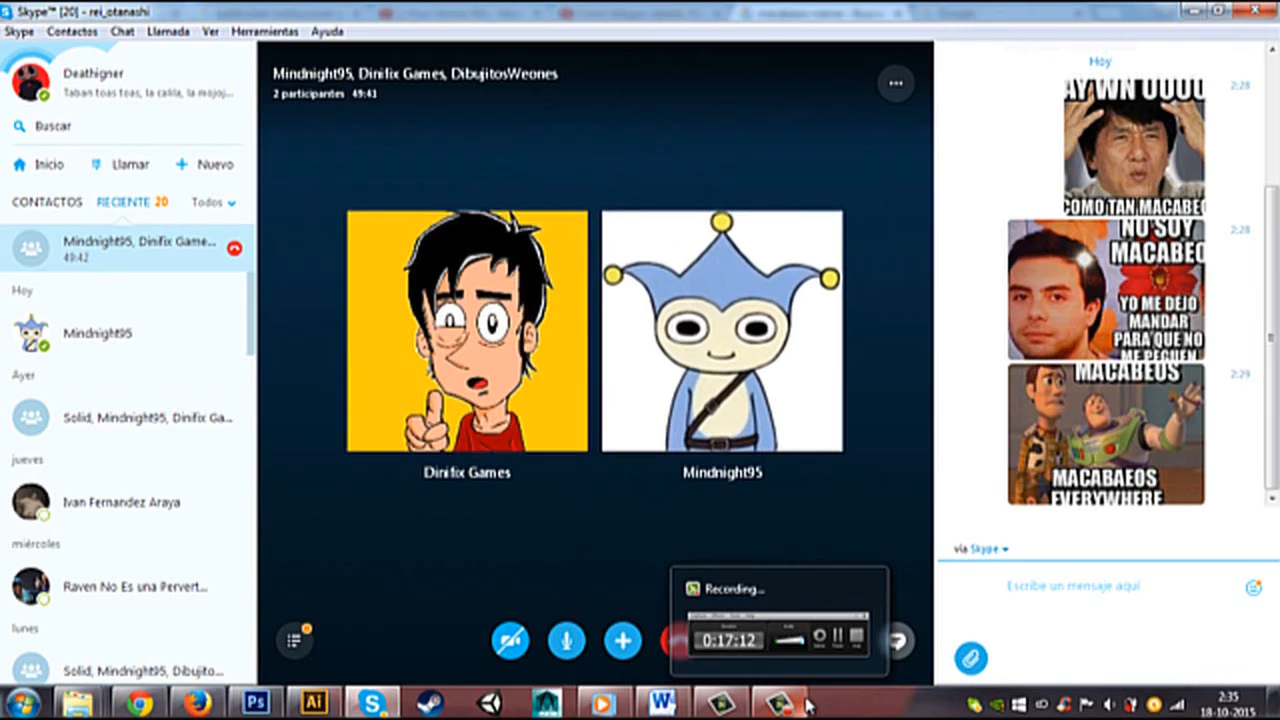 Skype™ [20] - rei_otanashi
Skype Contactos Chat Llamada Ver Herramientas Ayuda
Deathigner
Taban toas toas, la calila, la mojoj...
Buscar
Inicio Llamar Nuevo
CONTACTOS RECIENTE 20 Todos
Mindnight95, Dinifix Game...
49:42
Hoy
Mindnight95
Ayer
Solid, Mindnight95, Dinifix Ga...
jueves
Ivan Fernandez Araya
miércoles
Raven No Es una Pervert...
lunes
Solid, Mindnight95, Dibujito...
Mindnight95, Dinifix Games, DibujitosWeones
2 participantes 49:41
Dinifix Games
Mindnight95
Recording...
0:17:12
Hoy
AY WN UUUU
2:28
COMO TAN MACABEO
NO SOY
2:28
MACABEO
YO ME DEJO
MANDAR
PARA QUE NO
ME PEGUEN
MACABEOS
2:29
MACABAEOS
EVERYWHERE
vía Skype
Escribe un mensaje aquí
Ps
Ai
W
2:35
18-10-2015